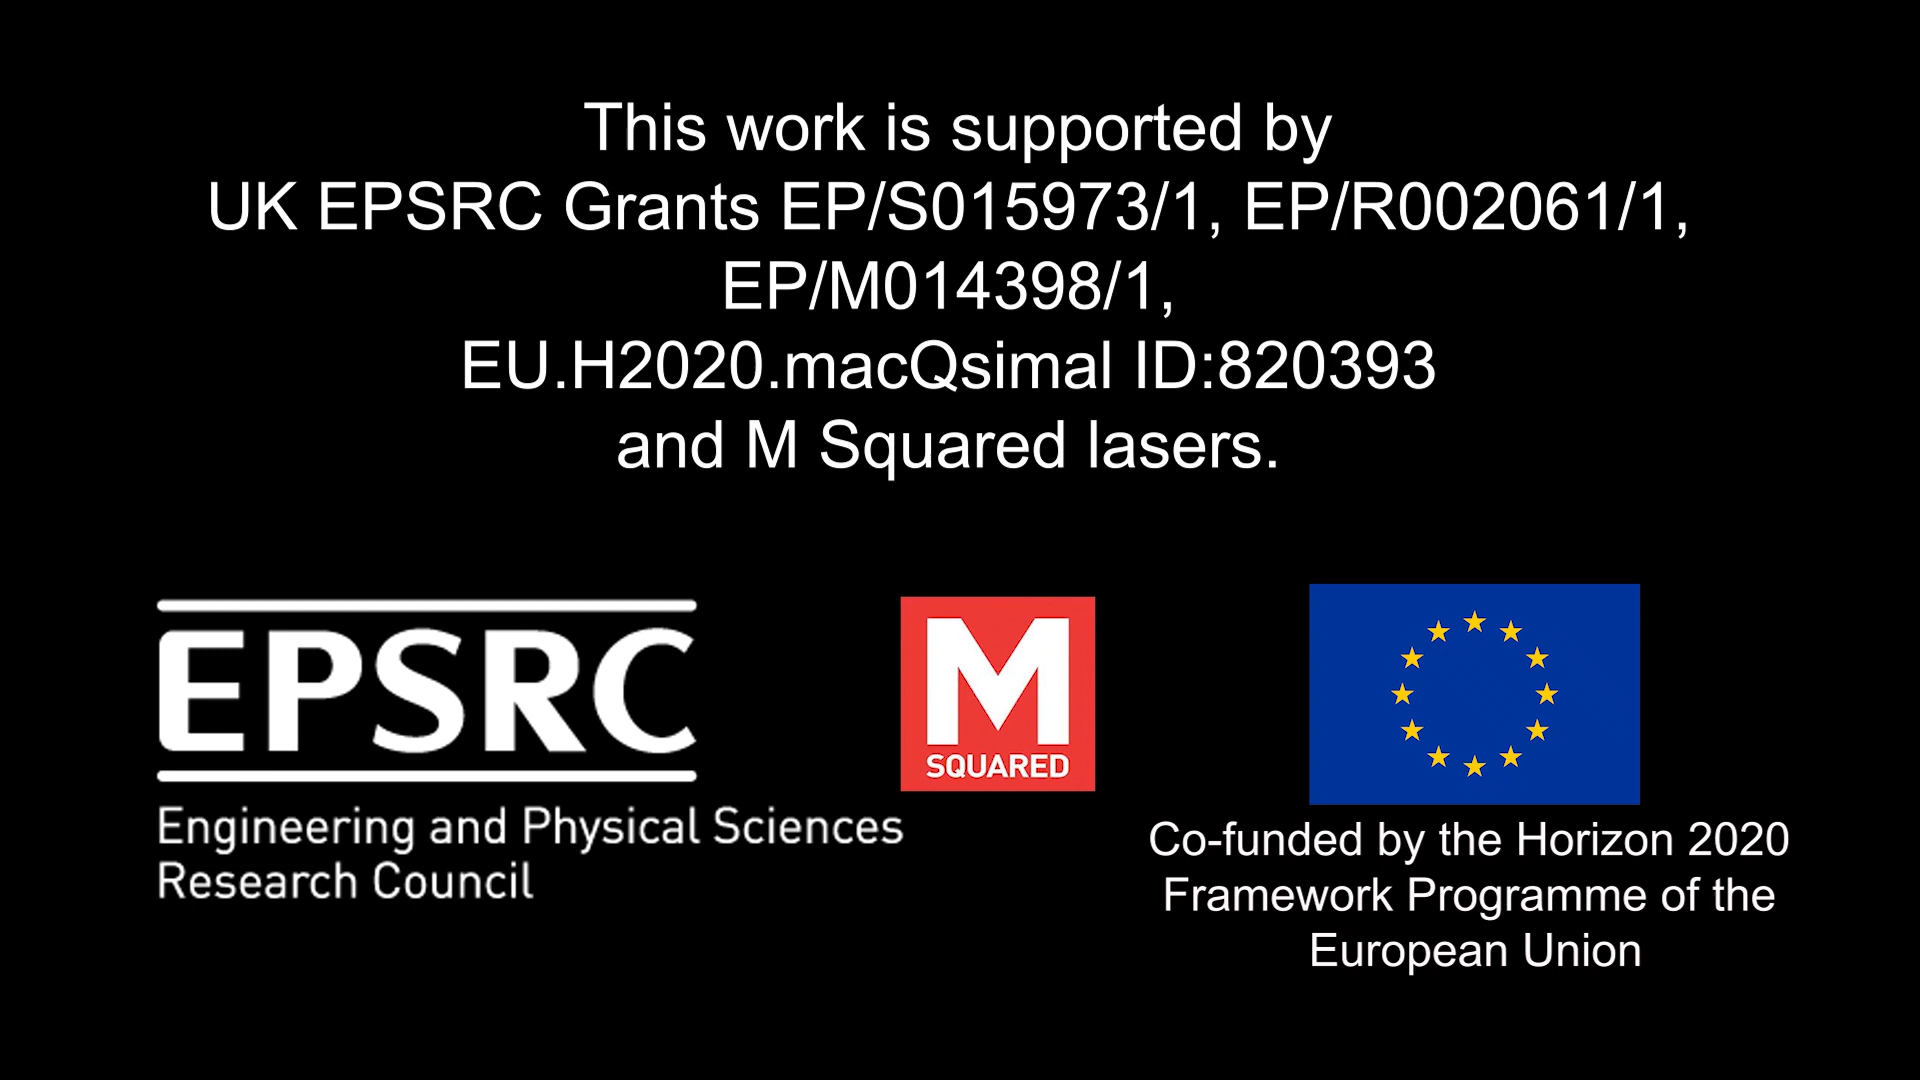 This work is supported by
UK EPSRC Grants EP/S015973/1, EP/R002061/1,
EP/M014398/1,
EU.H2020.macQsimal ID:820393
and M Squared lasers.
EPSRC
Engineering and Physical Sciences
Research Council
M
SQUARED
Co-funded by the Horizon 2020
Framework Programme of the
European Union